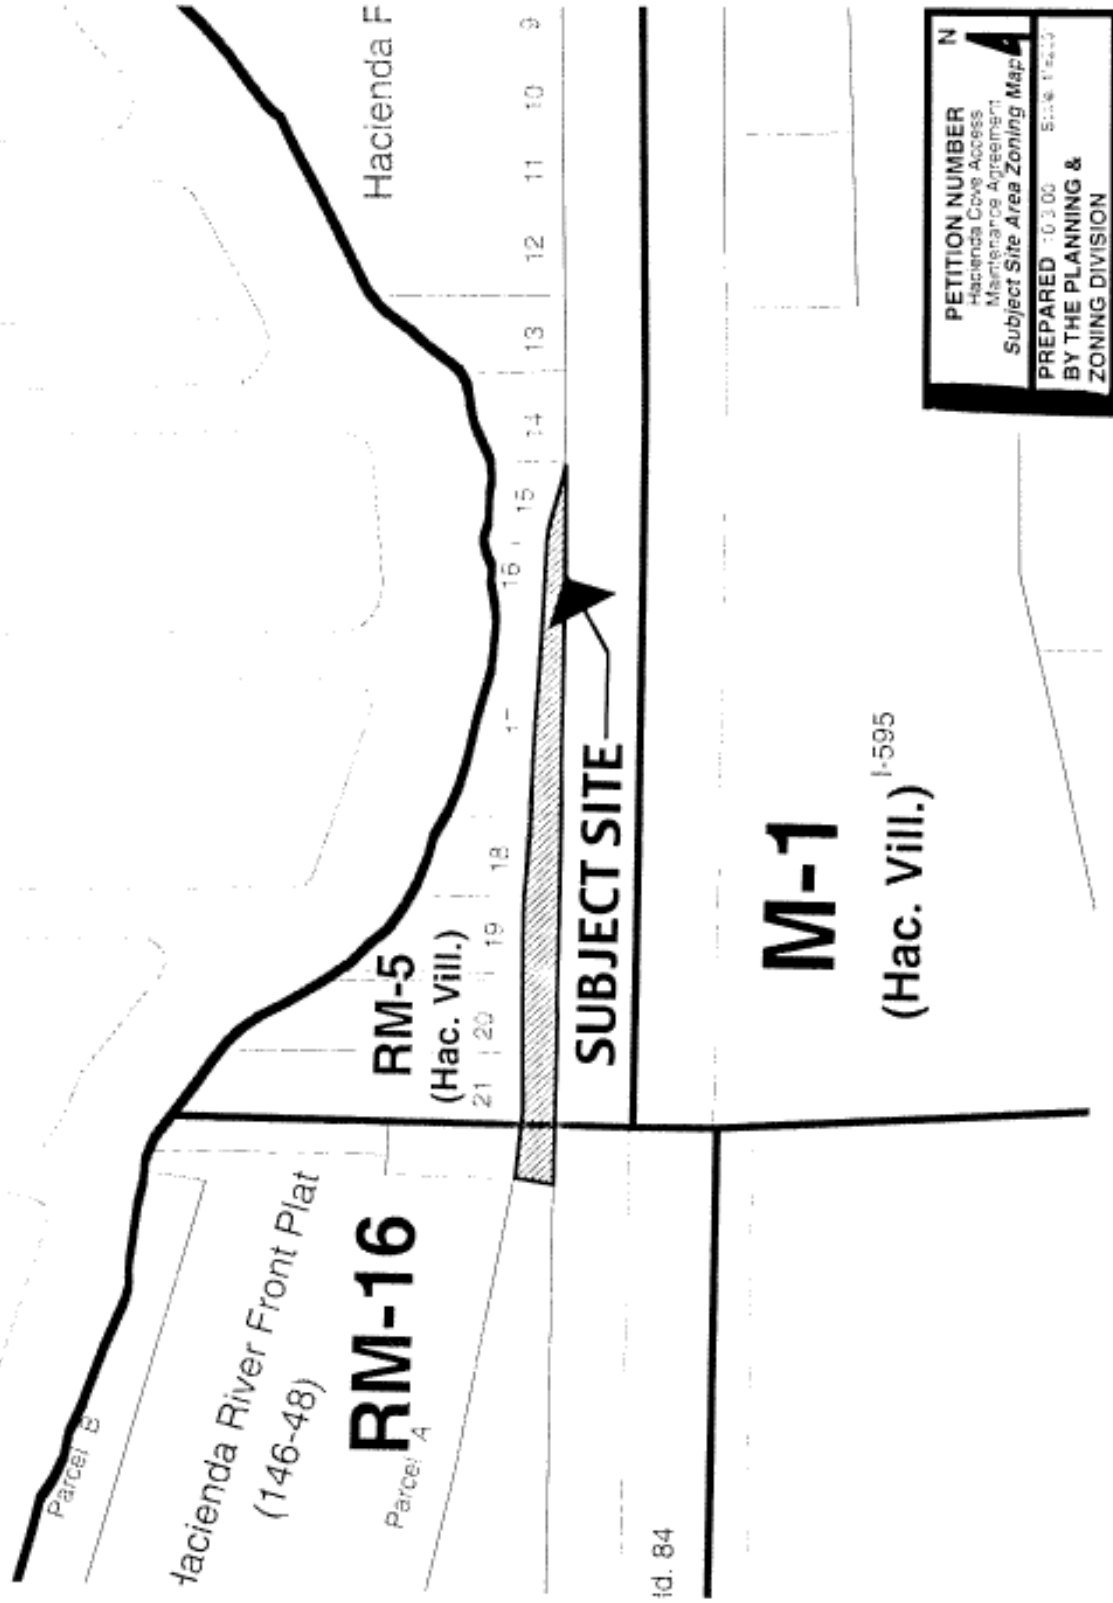 Hacienda F
9
10
11
12
13
14
15
16
18
19
20
21
RM-5
(Hac. Vill.)
SUBJECT SITE
M-1
(Hac. Vill.)
I-595
Parcel B
Hacienda River Front Plat
(146-48)
RM-16
Parcel A
d. 84
PETITION NUMBER
N
Hacienda Cove Access
Maintenance Agreement
Subject Site Area Zoning Map
PREPARED
BY THE PLANNING &
ZONING DIVISION